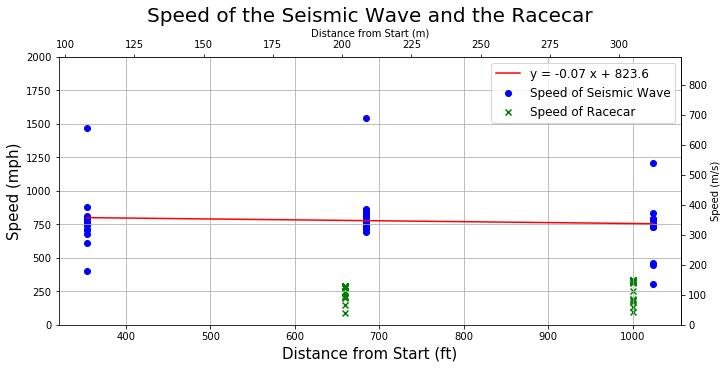 Speed of the Seismic Wave and the Racecar
Distance from Start (m)
100 125 150 175 200 225 250 275 300
y = -0.07 x + 823.6
Speed of Seismic Wave
Speed of Racecar
Speed (mph)
2000
1750
1500
1250
1000
750
500
250
0
Speed (m/s)
800
700
600
500
400
300
200
100
0
400 500 600 700 800 900 1000
Distance from Start (ft)